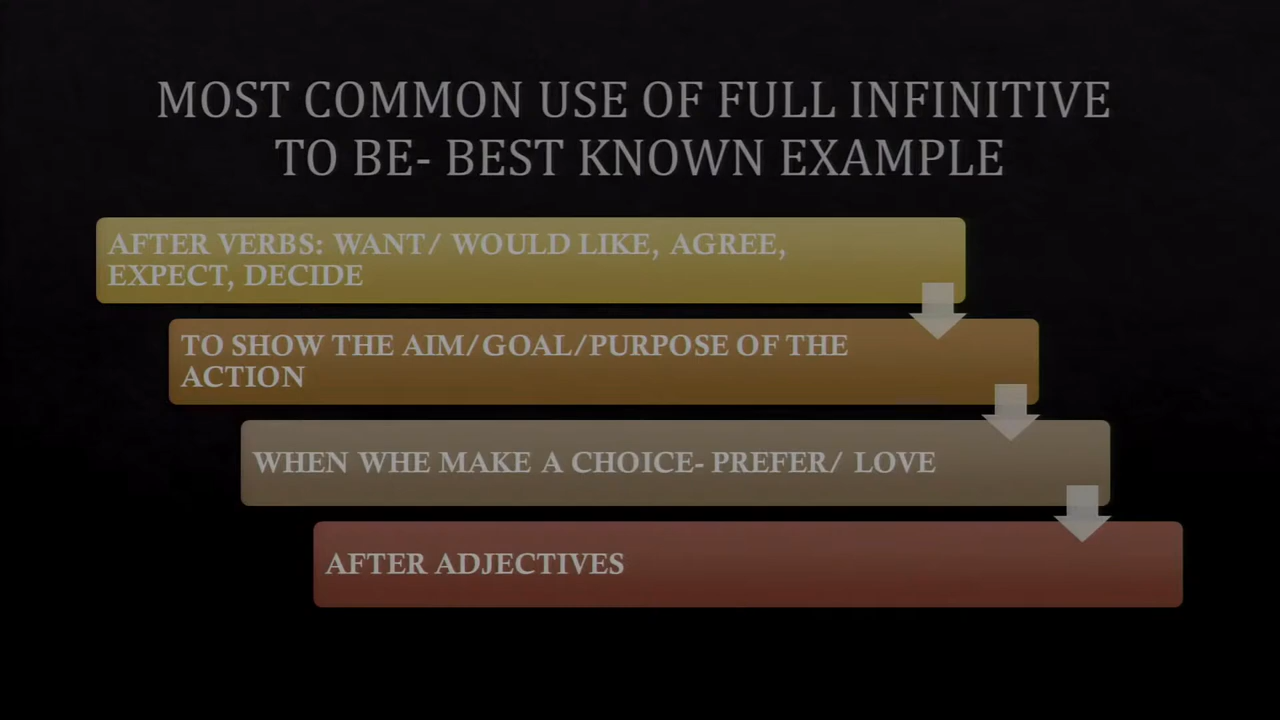 MOST COMMON USE OF FULL INFINITIVE
TO BE- BEST KNOWN EXAMPLE
AFTER VERBS: WANT/ WOULD LIKE, AGREE,
EXPECT, DECIDE
TO SHOW THE AIM/GOAL/PURPOSE OF THE
ACTION
WHEN WHE MAKE A CHOICE- PREFER/ LOVE
AFTER ADJECTIVES